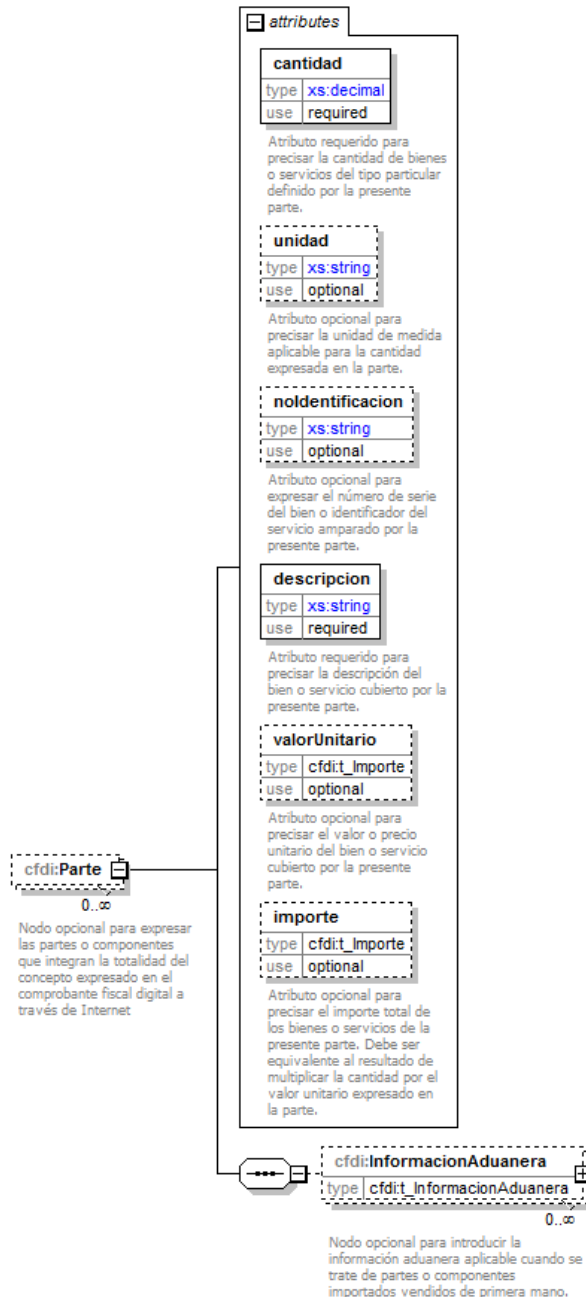 attributes
cantidad
type xs:decimal
use required
Atributo requerido para
precisar la cantidad de bienes
o servicios del tipo particular
definido por la presente
parte.
unidad
type xs:string
use optional
Atributo opcional para
precisar la unidad de medida
aplicable para la cantidad
expresada en la parte.
noIdentificacion
type xs:string
use optional
Atributo opcional para
expresar el número de serie
del bien o identificador del
servicio amparado por la
presente parte.
descripcion
type xs:string
use required
Atributo requerido para
precisar la descripción del
bien o servicio cubierto por la
presente parte.
valorUnitario
type cfdi:t_Importe
use optional
Atributo opcional para
precisar el valor o precio
unitario del bien o servicio
cubierto por la presente
parte.
cfdi:Parte
0..∞
Nodo opcional para expresar
las partes o componentes
que integran la totalidad del
concepto expresado en el
comprobante fiscal digital a
través de Internet
importe
type cfdi:t_Importe
use optional
Atributo opcional para
precisar el importe total de
los bienes o servicios de la
presente parte. Debe ser
equivalente al resultado de
multiplicar la cantidad por el
valor unitario expresado en
la parte.
cfdi:InformacionAduanera
type cfdi:t_InformacionAduanera
0..∞
Nodo opcional para introducir la
información aduanera aplicable cuando se
trate de partes o componentes
importados vendidos de primera mano.